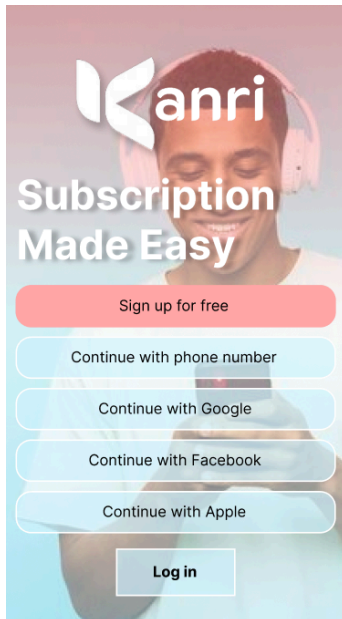 Kanri
Subscription
Made Easy
Sign up for free
Continue with phone number
Continue with Google
Continue with Facebook
Continue with Apple
Log in